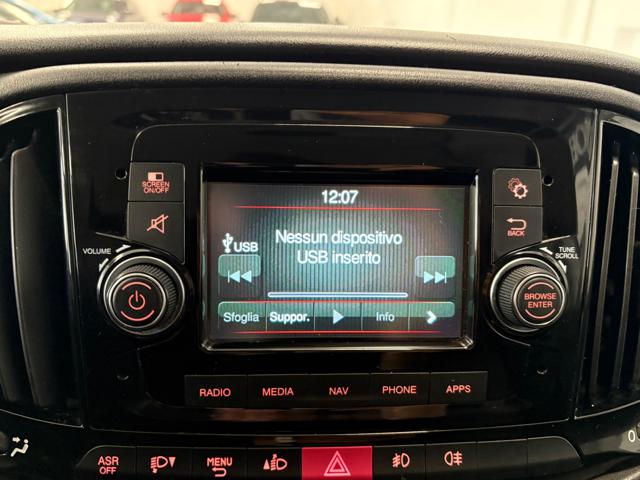 12:07
SCREEN
ON/OFF
Nessun dispositivo
USB inserito
USB
BACK
VOLUME
TUNE
SCROLL
BROWSE
ENTER
Sfoglia Suppor. Info
RADIO MEDIA NAV PHONE APPS
ASR
OFF
MENU
0